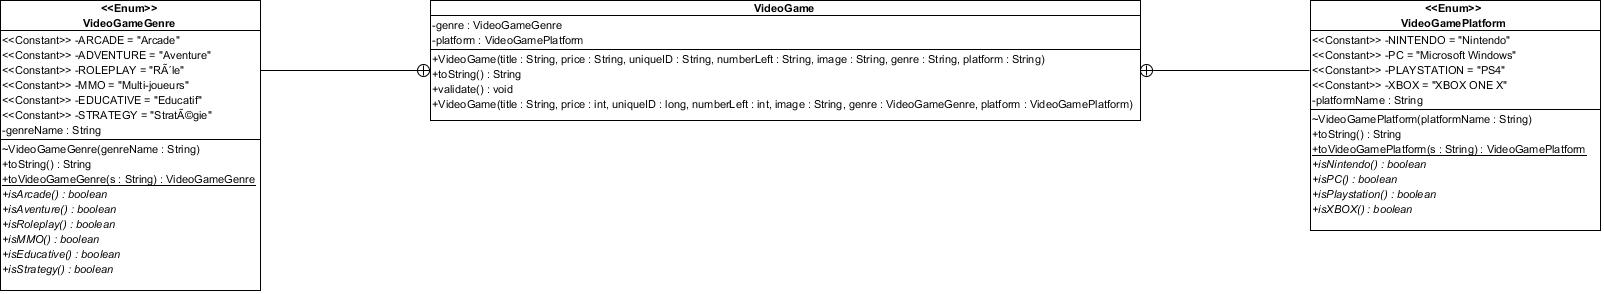 <<Enum>>
VideoGameGenre
<<Constant>> -ARCADE = "Arcade"
<<Constant>> -ADVENTURE = "Aventure"
<<Constant>> -ROLEPLAY = "RÃ´le"
<<Constant>> -MMO = "Multi-joueurs"
<<Constant>> -EDUCATIVE = "Educatif"
<<Constant>> -STRATEGY = "StratÃ©gie"
-genreName : String
~VideoGameGenre(genreName : String)
+toString() : String
+toVideoGameGenre(s : String) : VideoGameGenre
+isArcade() : boolean
+isAventure() : boolean
+isRoleplay() : boolean
+isMMO() : boolean
+isEducative() : boolean
+isStrategy() : boolean
VideoGame
-genre : VideoGameGenre
-platform : VideoGamePlatform
+VideoGame(title : String, price : String, uniqueID : String, numberLeft : String, image : String, genre : String, platform : String)
+toString() : String
+validate() : void
+VideoGame(title : String, price : int, uniqueID : long, numberLeft : int, image : String, genre : VideoGameGenre, platform : VideoGamePlatform)
<<Enum>>
VideoGamePlatform
<<Constant>> -NINTENDO = "Nintendo"
<<Constant>> -PC = "Microsoft Windows"
<<Constant>> -PLAYSTATION = "PS4"
<<Constant>> -XBOX = "XBOX ONE X"
-platformName : String
~VideoGamePlatform(platformName : String)
+toString() : String
+toVideoGamePlatform(s : String) : VideoGamePlatform
+isNintendo() : boolean
+isPC() : boolean
+isPlaystation() : boolean
+isXBOX() : boolean